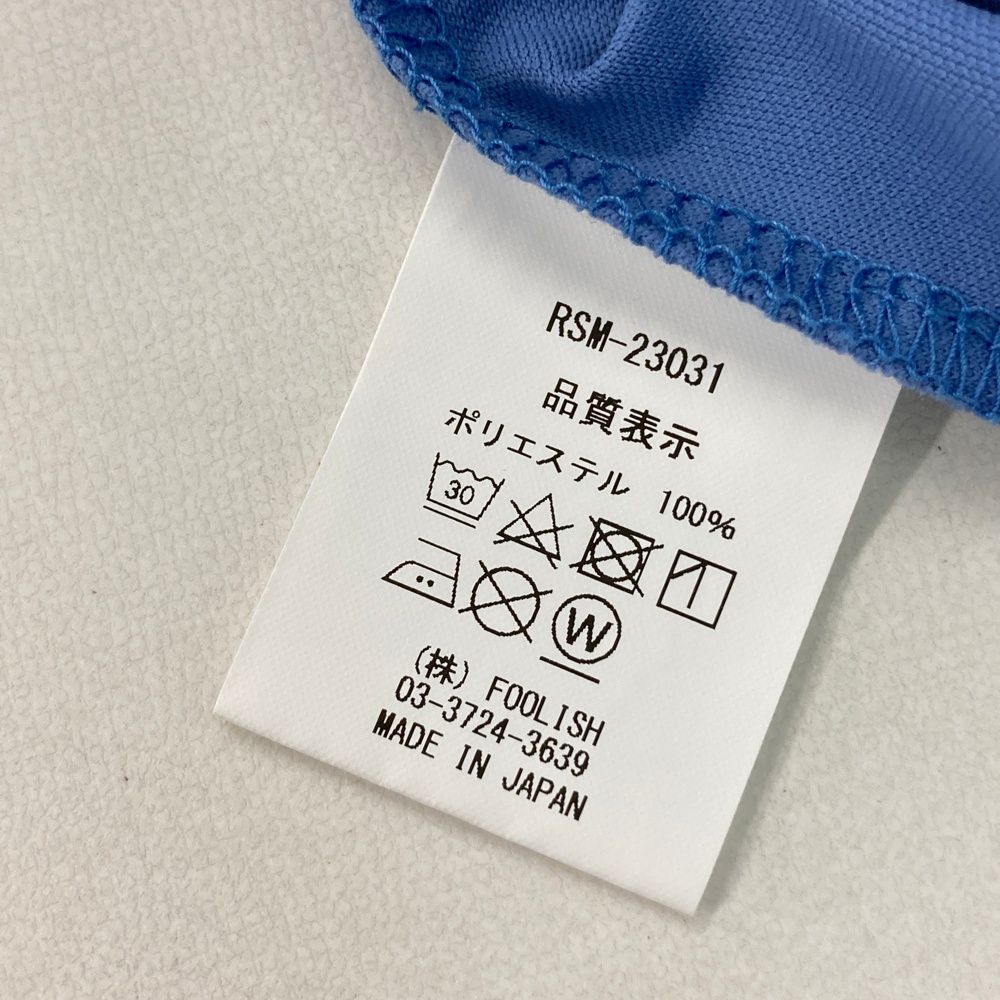 RSM-23031
品質表示
ポリエステル 100%
30
W
(株) FOOLISH
03-3724-3639
MADE IN JAPAN